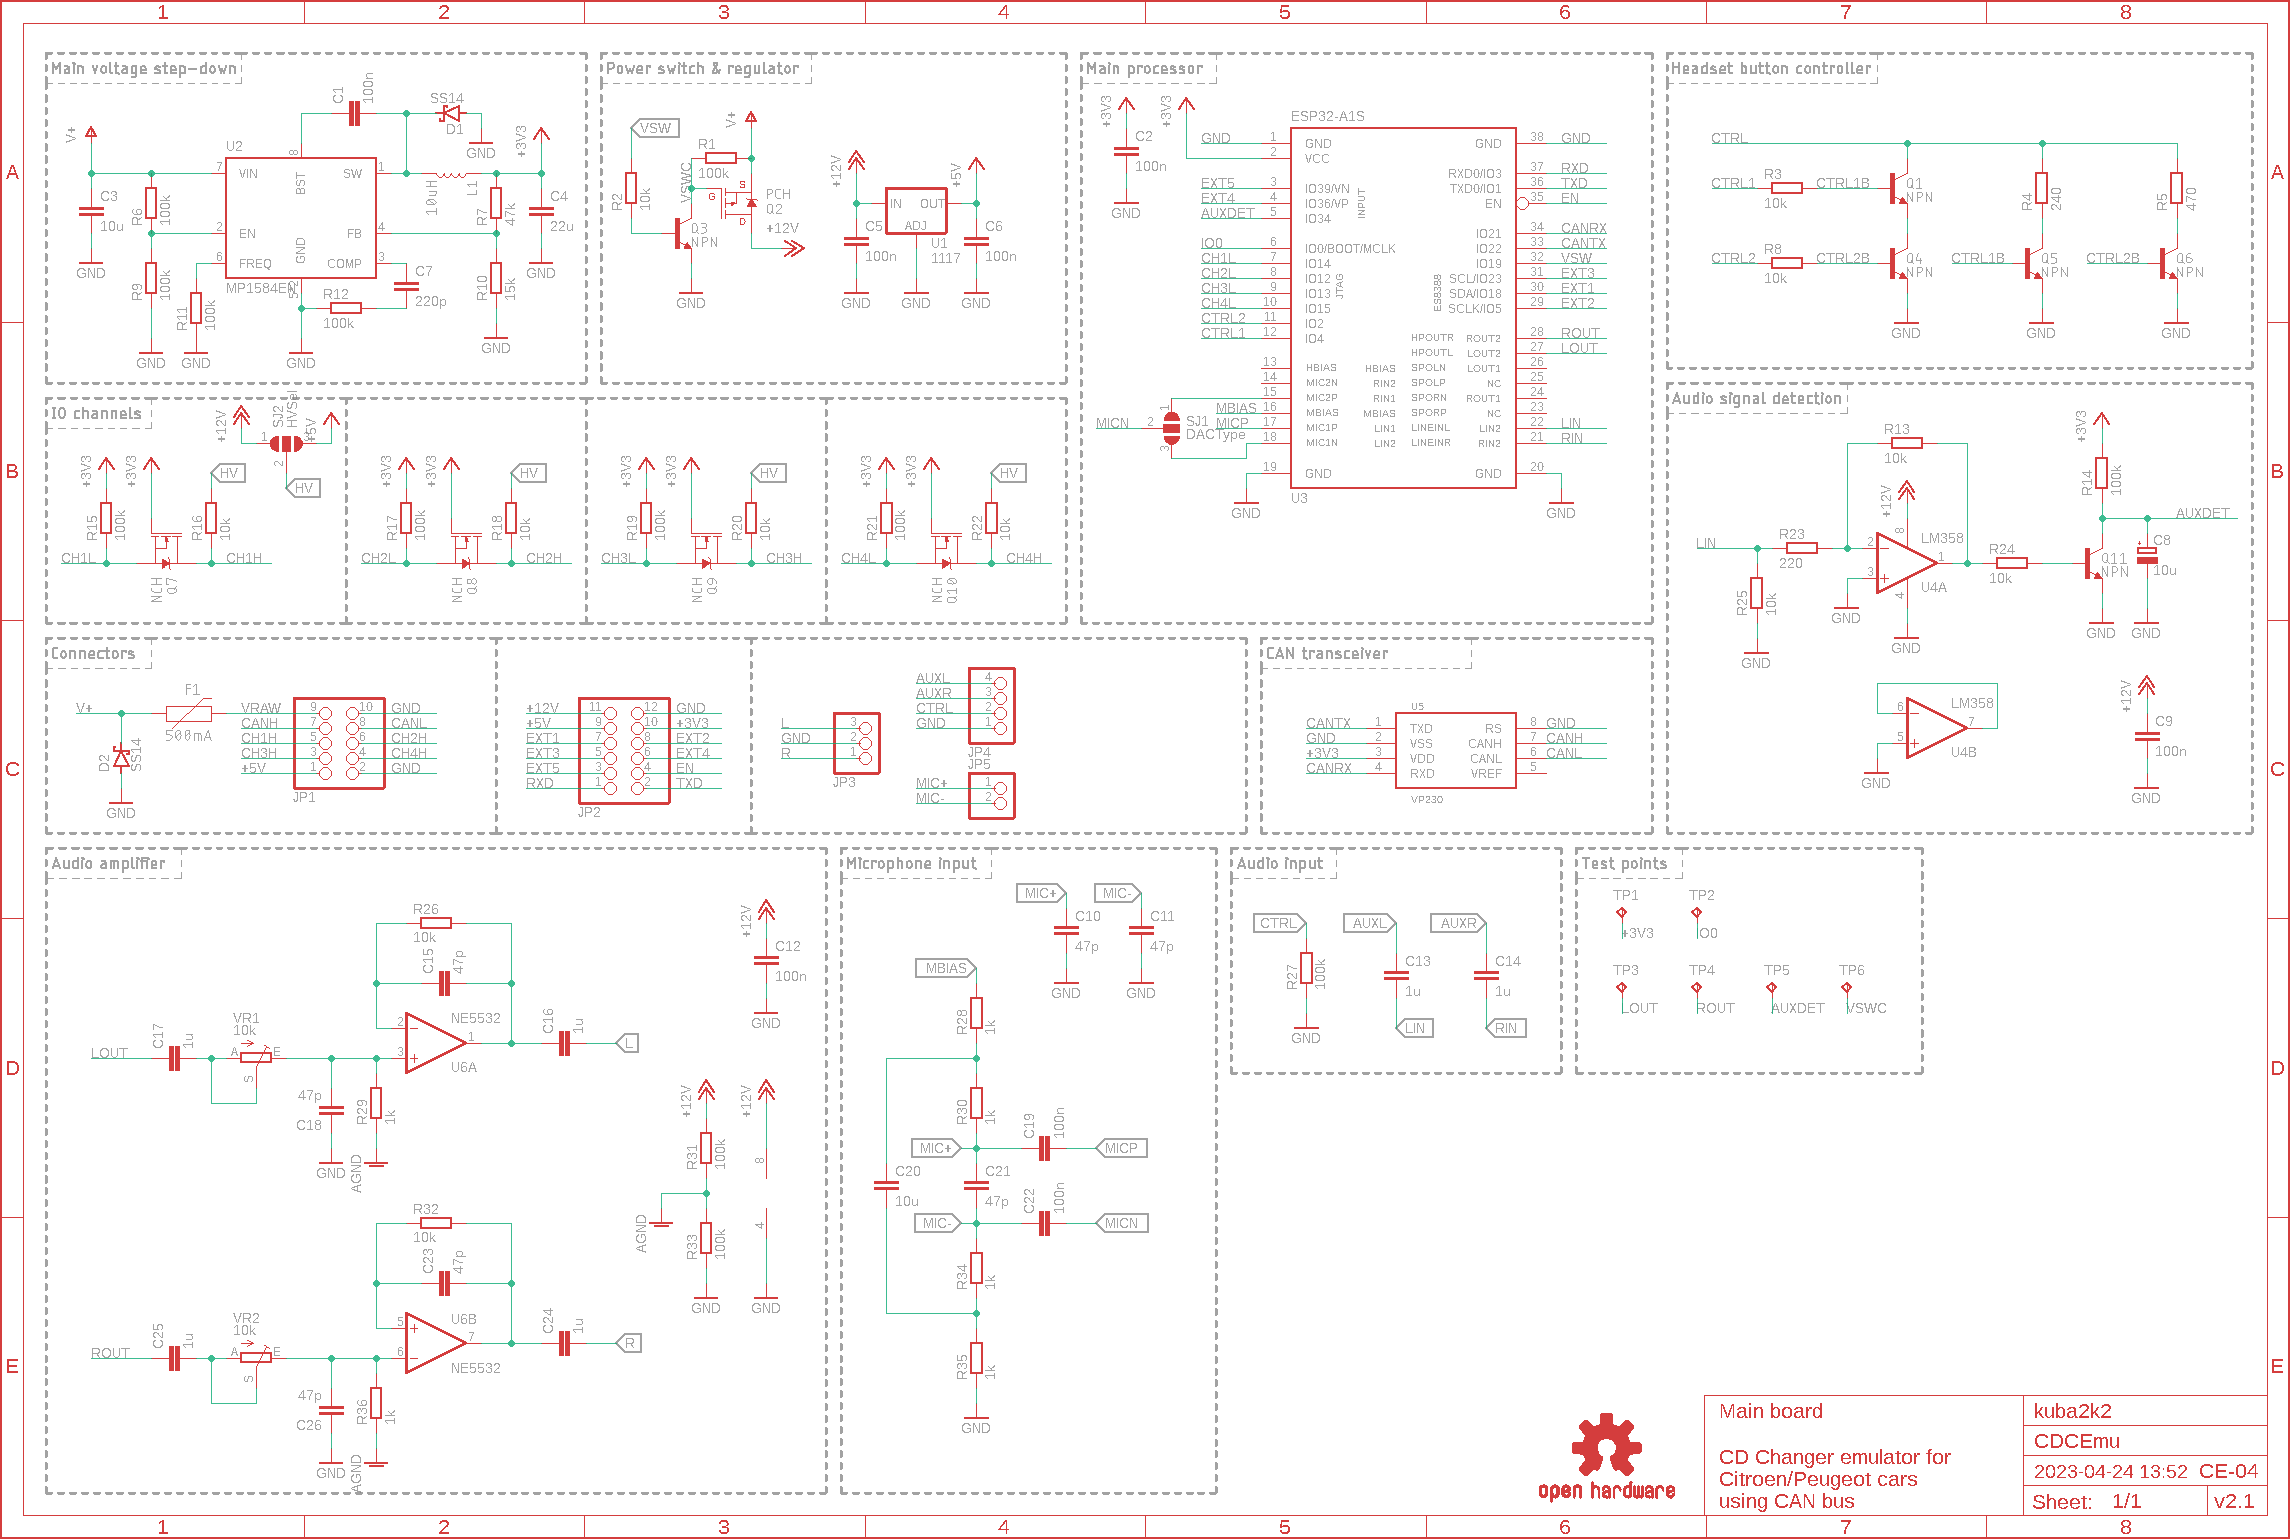 1 2 3 4 5 6 7 8
A
B
C
D
E
Main voltage step-down
C1
100n
SS14
D1
GND
V+
+3V3
U2
7 VIN
8 BST
SW 1
10uH
L1
C3
10u
R6
100k
2 EN
FB 4
R7
47k
C4
22u
GND
GND
6 FREQ
GND
COMP 3
C7
220p
R9
100k
R11
100k
R12
100k
R10
15k
GND
GND
GND
GND
Power switch & regulator
VSW
R1
100k
V+
VSWC
R2
10k
S
G
D
PCH
Q2
Q3
NPN
+12V
GND
+12V
+5V
IN OUT
ADJ
U1
1117
C5
100n
C6
100n
GND
GND
GND
Main processor
+3V3
+3V3
C2
100n
GND
ESP32-A1S
GND 1 GND
2 VCC
EXT5 3 IO39/VN
EXT4 4 IO36/VP
AUXDET 5 IO34
INPUT
IO0 6 IO0/BOOT/MCLK
CH1L 7 IO14
CH2L 8 IO12
CH3L 9 IO13
CH4L 10 IO15
JTAG
CTRL2 11 IO2
CTRL1 12 IO4
13 HBIAS
14 MIC2N
15 MIC2P
MBIAS 16 MBIAS
MICP 17 MIC1P
18 MIC1N
19 GND
GND 38 GND
RXD0/IO3 37 RXD
TXD0/IO1 36 TXD
EN 35 EN
IO21 34 CANRX
IO22 33 CANTX
IO19 32 VSW
SCL/IO23 31 EXT3
SDA/IO18 30 EXT1
SCLK/IO5 29 EXT2
ES8388
HPOUTR ROUT2 28 ROUT
HPOUTL LOUT2 27 LOUT
HBIAS SPOLN LOUT1 26
RIN2 SPOLP NC 25
RIN1 SPORN ROUT1 24
MBIAS SPORP NC 23
LIN1 LINEINL LIN2 22 LIN
LIN2 LINEINR RIN2 21 RIN
GND 20
U3
GND
GND
MICN 2
1
3
SJ1
DACType
Headset button controller
CTRL
CTRL1
R3
10k
CTRL1B
Q1
NPN
R4
240
R5
470
CTRL2
R8
10k
CTRL2B
Q4
NPN
CTRL1B
Q5
NPN
CTRL2B
Q6
NPN
GND
GND
GND
IO channels
+12V
SJ2
HVSel
+5V
1
2
HV
+3V3
+3V3
HV
R15
100k
R16
10k
CH1L
CH1H
NCH
Q7
+3V3
+3V3
HV
R17
100k
R18
10k
CH2L
CH2H
NCH
Q8
+3V3
+3V3
HV
R19
100k
R20
10k
CH3L
CH3H
NCH
Q9
+3V3
+3V3
HV
R21
100k
R22
10k
CH4L
CH4H
NCH
Q10
Audio signal detection
R13
10k
+3V3
R14
100k
+12V
AUXDET
LIN
R23
220
8
LM358
2
3
1
4
U4A
R24
10k
Q11
NPN
C8
10u
R25
10k
GND
GND
GND
GND
GND
6
5
LM358
7
U4B
GND
+12V
C9
100n
GND
Connectors
V+
F1
500mA
D2
SS14
GND
VRAW 9 10 GND
CANH 7 8 CANL
CH1H 5 6 CH2H
CH3H 3 4 CH4H
+5V 1 2 GND
JP1
+12V 11 12 GND
+5V 9 10 +3V3
EXT1 7 8 EXT2
EXT3 5 6 EXT4
EXT5 3 4 EN
RXD 1 2 TXD
JP2
L 3
GND 2
R 1
JP3
AUXL 4
AUXR 3
CTRL 2
GND 1
JP4
JP5
MIC+ 1
MIC- 2
CAN transceiver
U5
CANTX 1 TXD RS 8 GND
GND 2 VSS CANH 7 CANH
+3V3 3 VDD CANL 6 CANL
CANRX 4 RXD VREF 5
VP230
Audio amplifier
R26
10k
C15
47p
+12V
C12
100n
GND
LOUT
C17
1u
VR1
10k
A E
S
2
3
NE5532
1
U6A
C16
1u
L
47p
C18
R29
1k
GND
AGND
+12V
+12V
R31
100k
8
AGND
R33
100k
4
GND
GND
R32
10k
C23
47p
ROUT
C25
1u
VR2
10k
A E
S
5
6
U6B
7
NE5532
C24
1u
R
47p
C26
R36
1k
GND
AGND
Microphone input
MIC+
MIC-
C10
47p
C11
47p
GND
GND
MBIAS
R28
1k
R30
1k
C19
100n
MIC+
MICP
C20
10u
C21
47p
C22
100n
MIC-
MICN
R34
1k
R35
1k
GND
Audio input
CTRL
AUXL
AUXR
R27
100k
C13
1u
C14
1u
GND
LIN
RIN
Test points
TP1
TP2
+3V3
IO0
TP3
TP4
TP5
TP6
LOUT
ROUT
AUXDET
VSWC
open hardware
Main board
CD Changer emulator for
Citroen/Peugeot cars
using CAN bus
kuba2k2
CDCEmu
2023-04-24 13:52 CE-04
Sheet: 1/1
v2.1
A
B
C
D
E
1 2 3 4 5 6 7 8